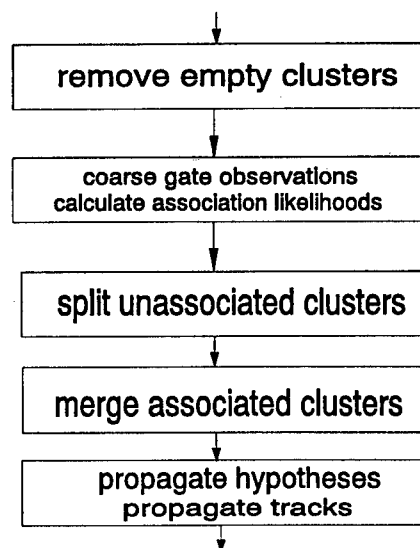 remove empty clusters
coarse gate observations
calculate association likelihoods
split unassociated clusters
merge associated clusters
propagate hypotheses
propagate tracks